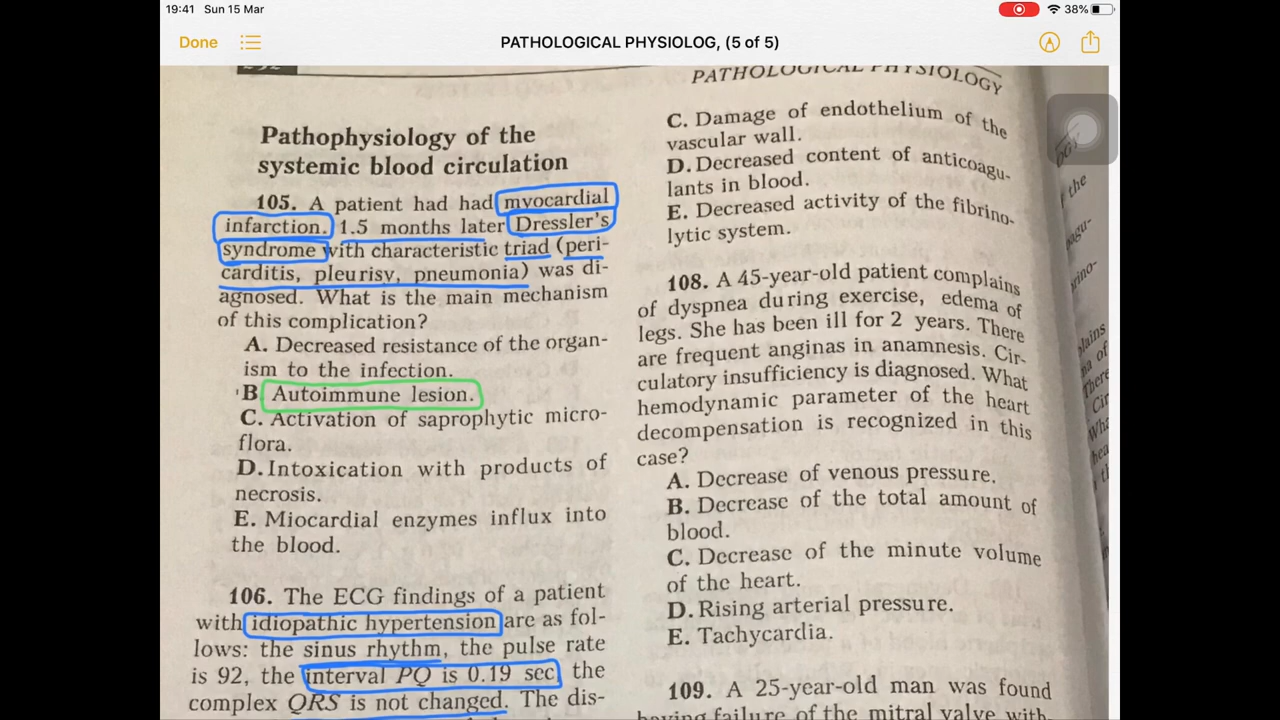 19:41 Sun 15 Mar
38%
Done
PATHOLOGICAL PHYSIOLOG, (5 of 5)
PATHOLOGICAL PHYSIOLOGY
Pathophysiology of the
systemic blood circulation
105. A patient had had myocardial
infarction. 1.5 months later Dressler's
syndrome with characteristic triad (peri-
carditis, pleurisy, pneumonia) was di-
agnosed. What is the main mechanism
of this complication?
A. Decreased resistance of the organ-
ism to the infection.
B Autoimmune lesion.
C. Activation of saprophytic micro-
flora.
D. Intoxication with products of
necrosis.
E. Miocardial enzymes influx into
the blood.
106. The ECG findings of a patient
with idiopathic hypertension are as fol-
lows: the sinus rhythm, the pulse rate
is 92, the interval PQ is 0.19 sec, the
complex QRS is not changed. The dis-
C. Damage of endothelium of the
vascular wall.
D. Decreased content of anticoagu-
lants in blood.
E. Decreased activity of the fibrino-
lytic system.
108. A 45-year-old patient complains
of dyspnea during exercise, edema of
legs. She has been ill for 2 years. There
are frequent anginas in anamnesis. Cir-
culatory insufficiency is diagnosed. What
hemodynamic parameter of the heart
decompensation is recognized in this
case?
A. Decrease of venous pressure.
B. Decrease of the total amount of
blood.
C. Decrease of the minute volume
of the heart.
D. Rising arterial pressure.
E. Tachycardia.
109. A 25-year-old man was found
having failure of the mitral valve with-
the